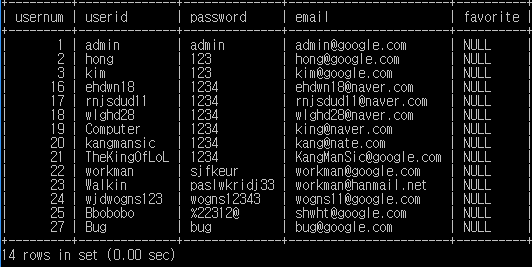 usernum | userid | password | email | favorite
1 | admin | admin | admin@google.com | NULL
2 | hong | 123 | hong@google.com | NULL
3 | kim | 123 | kim@google.com | NULL
16 | ehdwn18 | 1234 | ehdwn18@naver.com | NULL
17 | rnjsdud11 | 1234 | rnjsdud11@naver.com | NULL
18 | wlghd28 | 1234 | wlghd28@naver.com | NULL
19 | Computer | 1234 | king@naver.com | NULL
20 | kangmansic | 1234 | kang@nate.com | NULL
21 | TheKingOfLoL | 1234 | KangManSic@google.com | NULL
22 | workman | sjfkeur | workman@google.com | NULL
23 | Walkin | paslwkridj33 | workman@hanmail.net | NULL
24 | wjdwogns123 | wogns12343 | wogns11@google.com | NULL
25 | Bbobobo | %22312@ | shwht@google.com | NULL
27 | Bug | bug | bug@google.com | NULL
14 rows in set (0.00 sec)